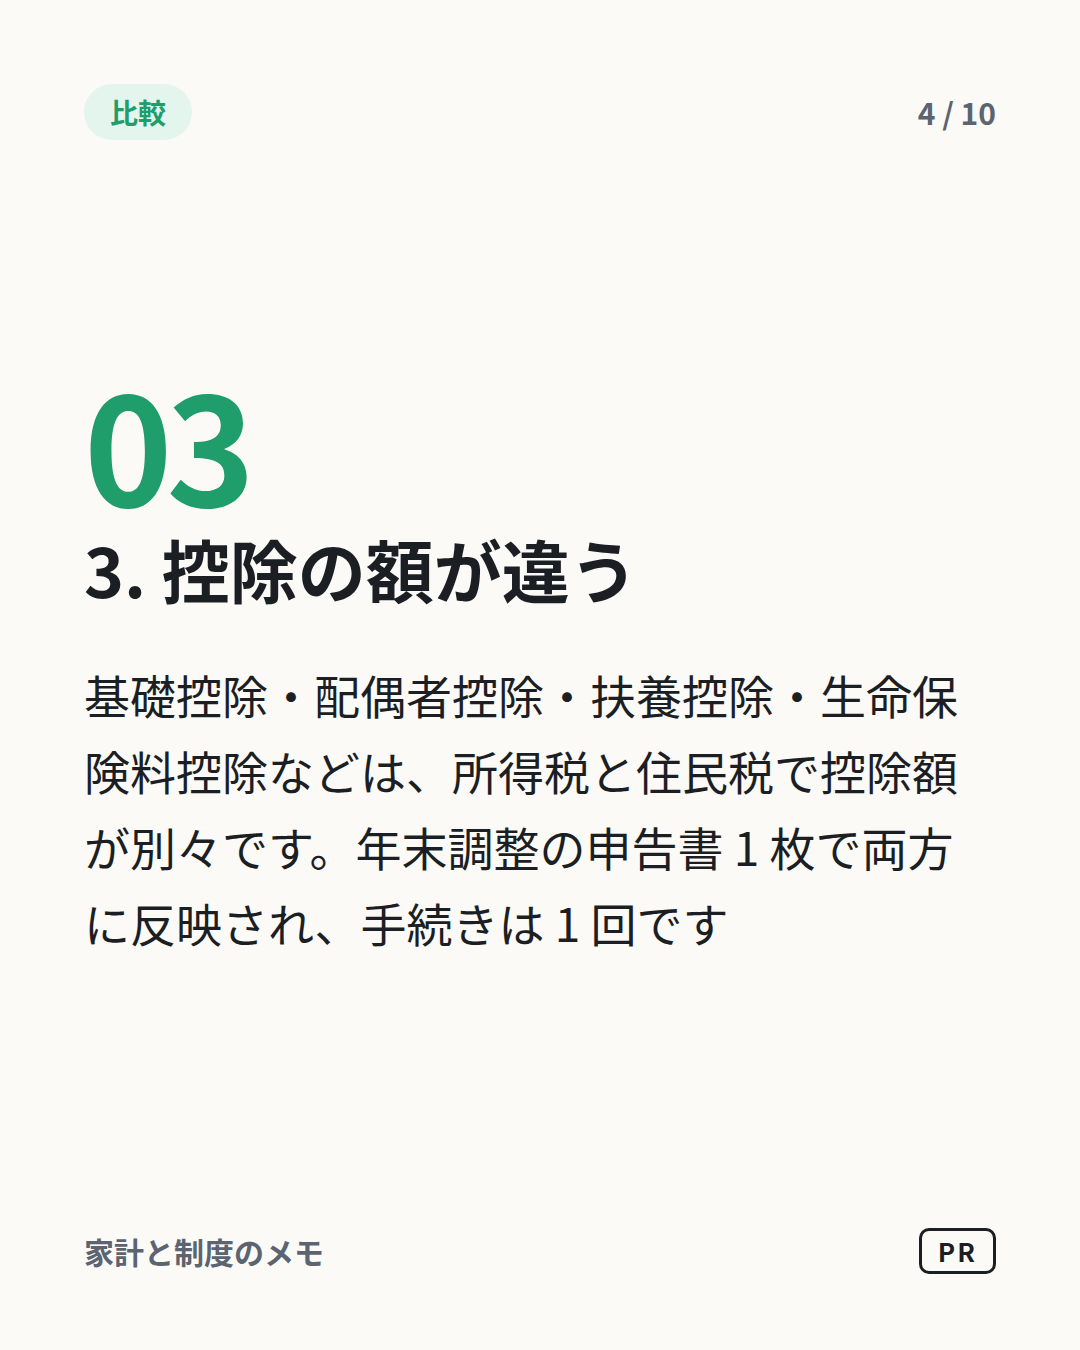 比較
4 / 10
03
3. 控除の額が違う
基礎控除・配偶者控除・扶養控除・生命保
険料控除などは、所得税と住民税で控除額
が別々です。年末調整の申告書 1 枚で両方
に反映され、手続きは 1 回です
家計と制度のメモ
PR